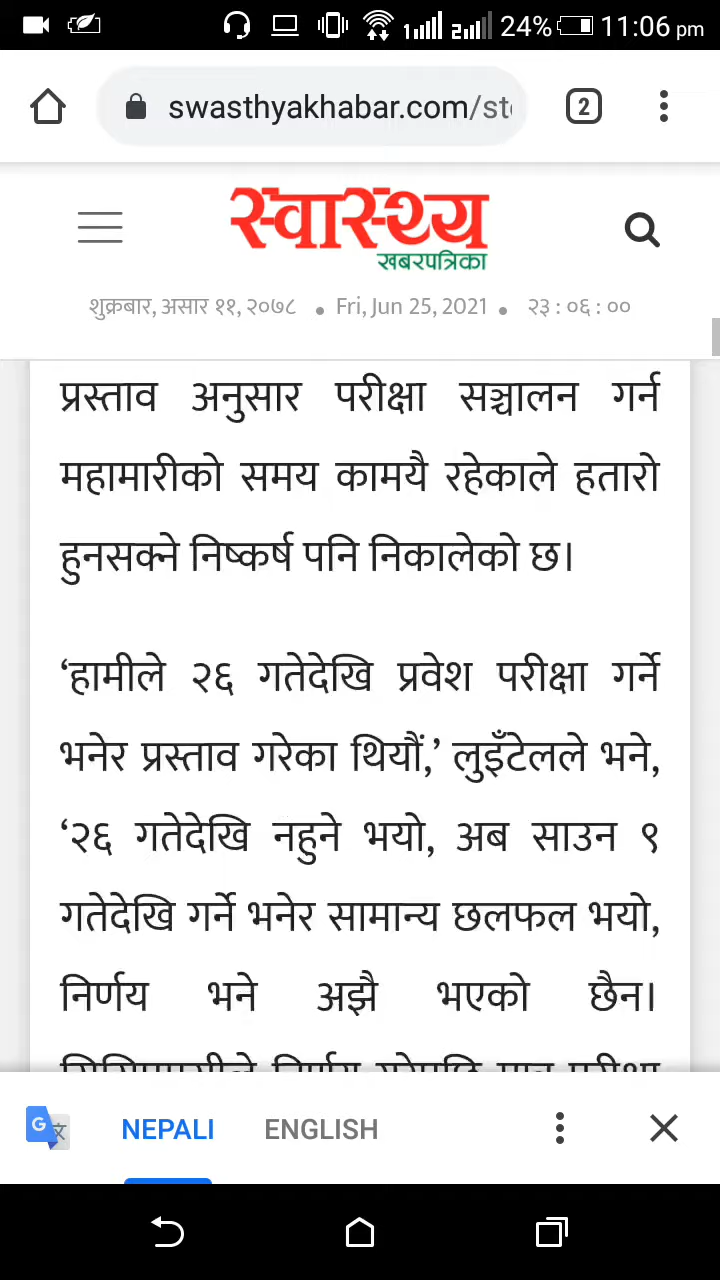 24% 11:06 pm
swasthyakhabar.com/st
2
स्वास्थ्य
खबरपत्रिका
शुक्रबार, असार ११, २०७८ • Fri, Jun 25, 2021 • २३ : ०६ : ००
प्रस्ताव अनुसार परीक्षा सञ्चालन गर्न
महामारीको समय कामयै रहेकाले हतारो
हुनसक्ने निष्कर्ष पनि निकालेको छ।
‘हामीले २६ गतेदेखि प्रवेश परीक्षा गर्ने
भनेर प्रस्ताव गरेका थियौं,’ लुइँटेलले भने,
‘२६ गतेदेखि नहुने भयो, अब साउन ९
गतेदेखि गर्ने भनेर सामान्य छलफल भयो,
निर्णय भने अझै भएको छैन।
NEPALI ENGLISH